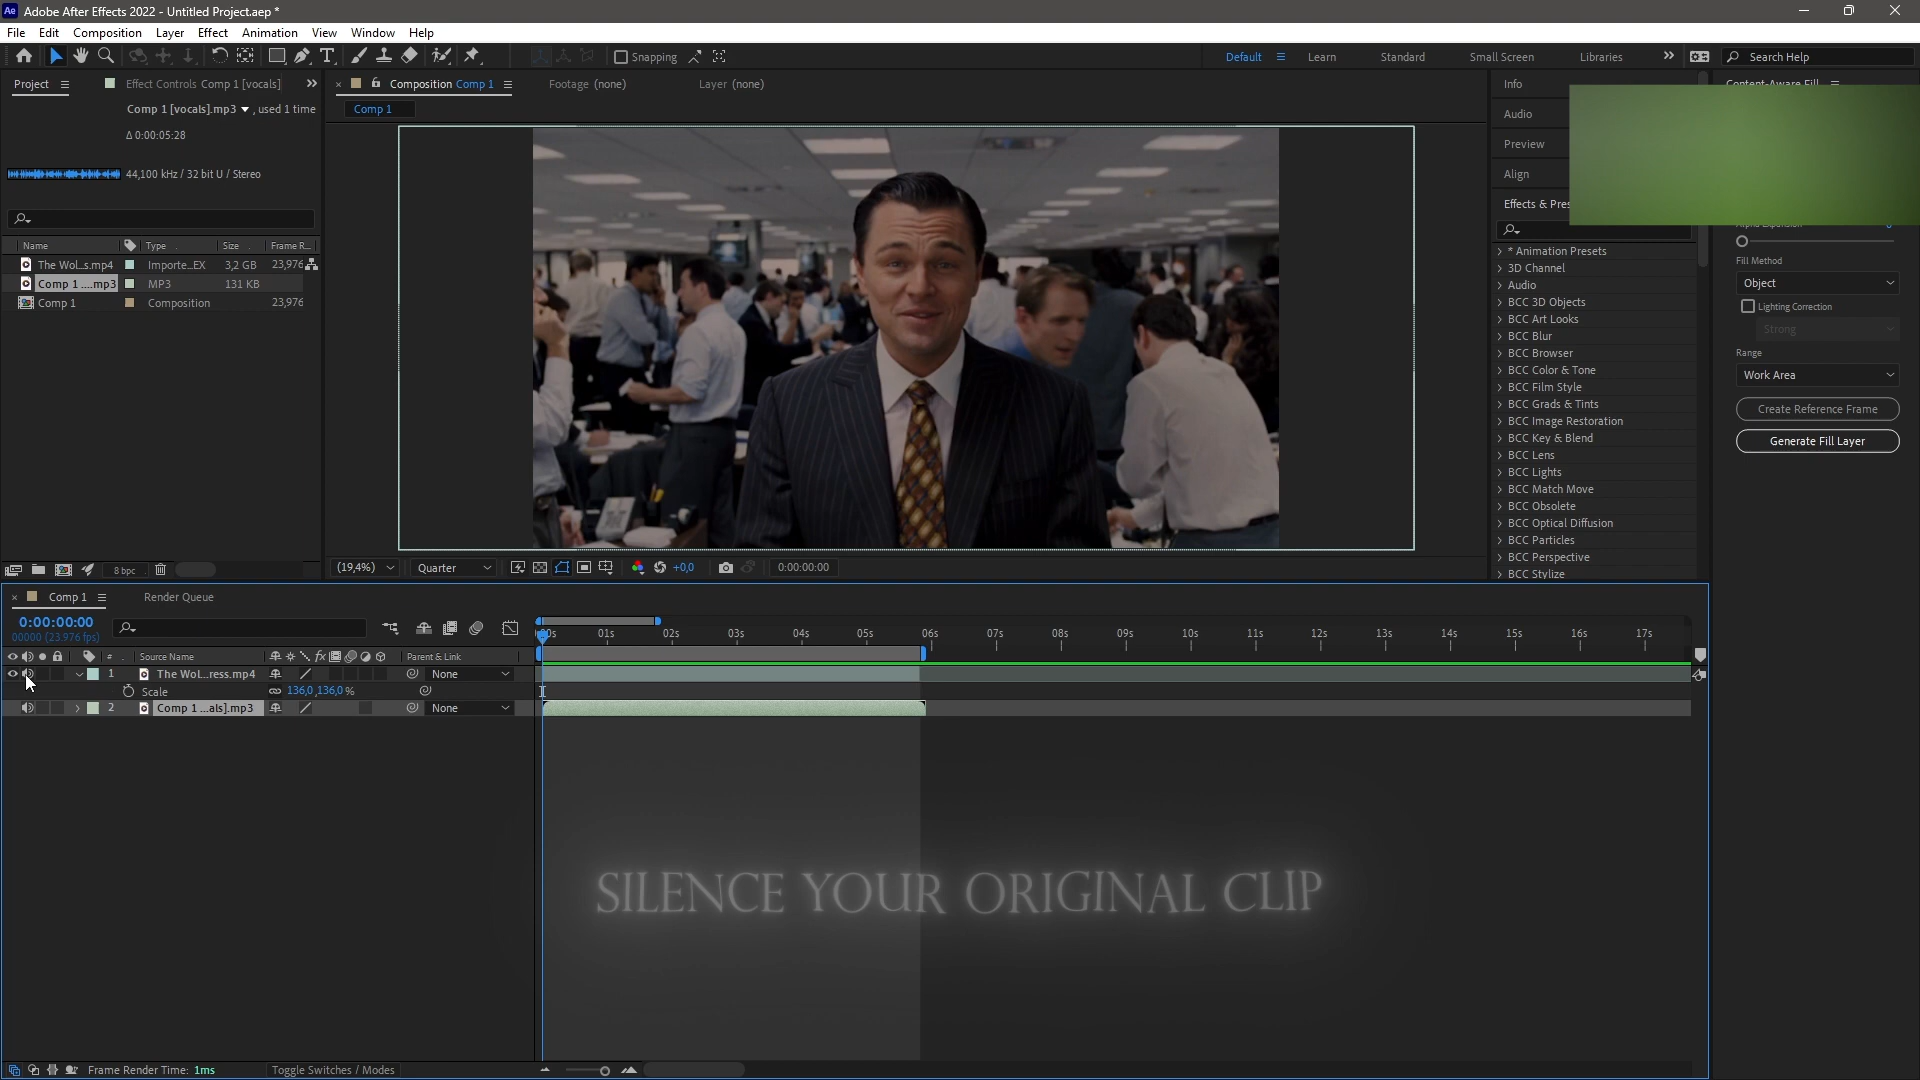 Adobe After Effects 2022 - Untitled Project.aep *
File Edit Composition Layer Effect Animation View Window Help
Snapping
Default Learn Standard Small Screen Libraries Search Help
Project Effect Controls Comp 1 [vocals] Composition Comp 1 Footage (none) Layer (none) Info
Comp 1 [vocals].mp3 , used 1 time
Comp 1
Δ 0:00:05:28
44,100 kHz / 32 bit U / Stereo
Name Type Size Frame R...
The Wol...s.mp4 Importe...EX 3,2 GB 23,976
Comp 1 ....mp3 MP3 131 KB
Comp 1 Composition 23,976
8 bpc
(19,4%) Quarter +0,0 0:00:00:00
Audio
Preview
Align
Effects & Pres
* Animation Presets
3D Channel
Audio
BCC 3D Objects
BCC Art Looks
BCC Blur
BCC Browser
BCC Color & Tone
BCC Film Style
BCC Grads & Tints
BCC Image Restoration
BCC Key & Blend
BCC Lens
BCC Lights
BCC Match Move
BCC Obsolete
BCC Optical Diffusion
BCC Particles
BCC Perspective
BCC Stylize
Content-Aware Fill
Alpha Expansion
Fill Method
Object
Lighting Correction
Strong
Range
Work Area
Create Reference Frame
Generate Fill Layer
Comp 1 Render Queue
0:00:00:00
00000 (23.976 fps)
00s 01s 02s 03s 04s 05s 06s 07s 08s 09s 10s 11s 12s 13s 14s 15s 16s 17s
# Source Name Parent & Link
1 The Wol...ress.mp4 None
Scale 136,0 ,136,0 %
2 Comp 1 ...als].mp3 None
SILENCE YOUR ORIGINAL CLIP
Frame Render Time: 1ms Toggle Switches / Modes